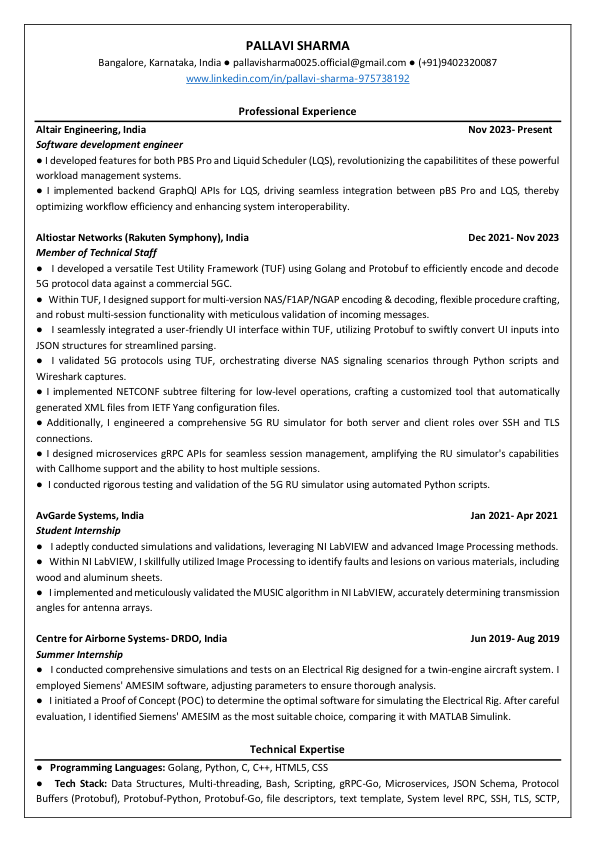 PALLAVI SHARMA
Bangalore, Karnataka, India ● pallavisharma0025.official@gmail.com ● (+91)9402320087
www.linkedin.com/in/pallavi-sharma-975738192
Professional Experience
Altair Engineering, India Nov 2023- Present
Software development engineer
● I developed features for both PBS Pro and Liquid Scheduler (LQS), revolutionizing the capabilitites of these powerful
workload management systems.
● I implemented backend GraphQl APIs for LQS, driving seamless integration between pBS Pro and LQS, thereby
optimizing workflow efficiency and enhancing system interoperability.
Altiostar Networks (Rakuten Symphony), India Dec 2021- Nov 2023
Member of Technical Staff
● I developed a versatile Test Utility Framework (TUF) using Golang and Protobuf to efficiently encode and decode
5G protocol data against a commercial 5GC.
● Within TUF, I designed support for multi-version NAS/F1AP/NGAP encoding & decoding, flexible procedure crafting,
and robust multi-session functionality with meticulous validation of incoming messages.
● I seamlessly integrated a user-friendly UI interface within TUF, utilizing Protobuf to swiftly convert UI inputs into
JSON structures for streamlined parsing.
● I validated 5G protocols using TUF, orchestrating diverse NAS signaling scenarios through Python scripts and
Wireshark captures.
● I implemented NETCONF subtree filtering for low-level operations, crafting a customized tool that automatically
generated XML files from IETF Yang configuration files.
● Additionally, I engineered a comprehensive 5G RU simulator for both server and client roles over SSH and TLS
connections.
● I designed microservices gRPC APIs for seamless session management, amplifying the RU simulator's capabilities
with Callhome support and the ability to host multiple sessions.
● I conducted rigorous testing and validation of the 5G RU simulator using automated Python scripts.
AvGarde Systems, India Jan 2021- Apr 2021
Student Internship
● I adeptly conducted simulations and validations, leveraging NI LabVIEW and advanced Image Processing methods.
● Within NI LabVIEW, I skillfully utilized Image Processing to identify faults and lesions on various materials, including
wood and aluminum sheets.
● I implemented and meticulously validated the MUSIC algorithm in NI LabVIEW, accurately determining transmission
angles for antenna arrays.
Centre for Airborne Systems- DRDO, India Jun 2019- Aug 2019
Summer Internship
● I conducted comprehensive simulations and tests on an Electrical Rig designed for a twin-engine aircraft system. I
employed Siemens' AMESIM software, adjusting parameters to ensure thorough analysis.
● I initiated a Proof of Concept (POC) to determine the optimal software for simulating the Electrical Rig. After careful
evaluation, I identified Siemens' AMESIM as the most suitable choice, comparing it with MATLAB Simulink.
Technical Expertise
● Programming Languages: Golang, Python, C, C++, HTML5, CSS
● Tech Stack: Data Structures, Multi-threading, Bash, Scripting, gRPC-Go, Microservices, JSON Schema, Protocol
Buffers (Protobuf), Protobuf-Python, Protobuf-Go, file descriptors, text template, System level RPC, SSH, TLS, SCTP,